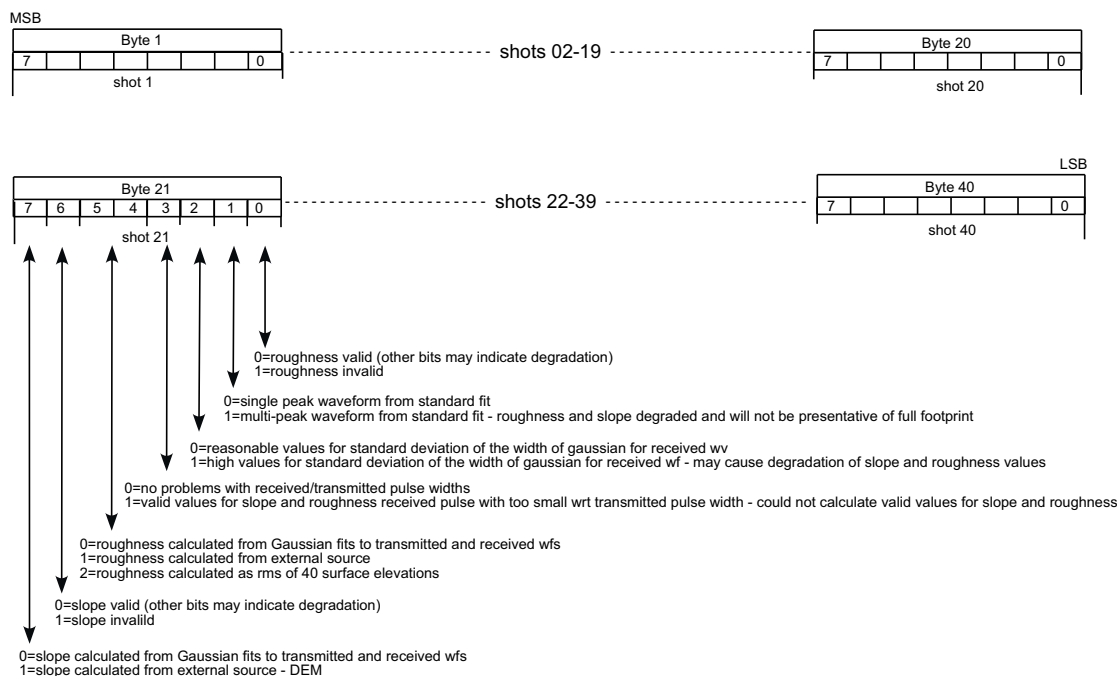 MSB
Byte 1
shots 02-19
Byte 20
7 0
7 0
shot 1
shot 20
LSB
Byte 21
shots 22-39
Byte 40
7 6 5 4 3 2 1 0
7 0
shot 21
shot 40
0=roughness valid (other bits may indicate degradation)
1=roughness invalid
0=single peak waveform from standard fit
1=multi-peak waveform from standard fit - roughness and slope degraded and will not be presentative of full footprint
0=reasonable values for standard deviation of the width of gaussian for received wv
1=high values for standard deviation of the width of gaussian for received wf - may cause degradation of slope and roughness values
0=no problems with received/transmitted pulse widths
1=valid values for slope and roughness received pulse with too small wrt transmitted pulse width - could not calculate valid values for slope and roughness
0=roughness calculated from Gaussian fits to transmitted and received wfs
1=roughness calculated from external source
2=roughness calculated as rms of 40 surface elevations
0=slope valid (other bits may indicate degradation)
1=slope invalild
0=slope calculated from Gaussian fits to transmitted and received wfs
1=slope calculated from external source - DEM